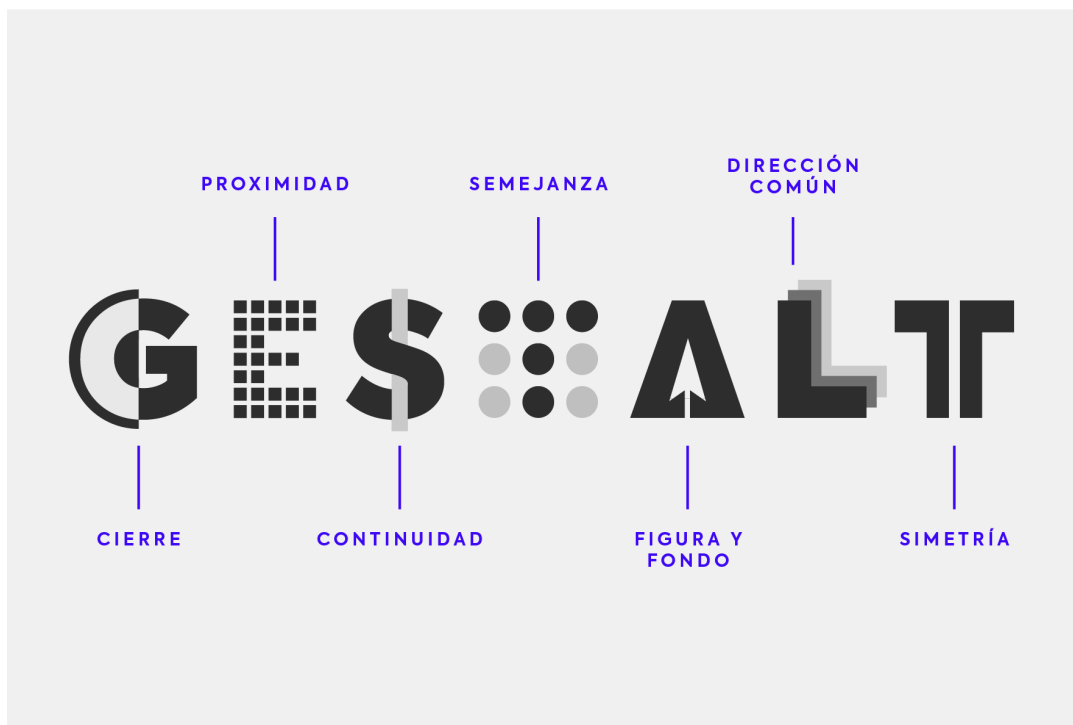 PROXIMIDAD
SEMEJANZA
DIRECCIÓN
COMÚN
GESTALT
CIERRE
CONTINUIDAD
FIGURA Y
FONDO
SIMETRÍA